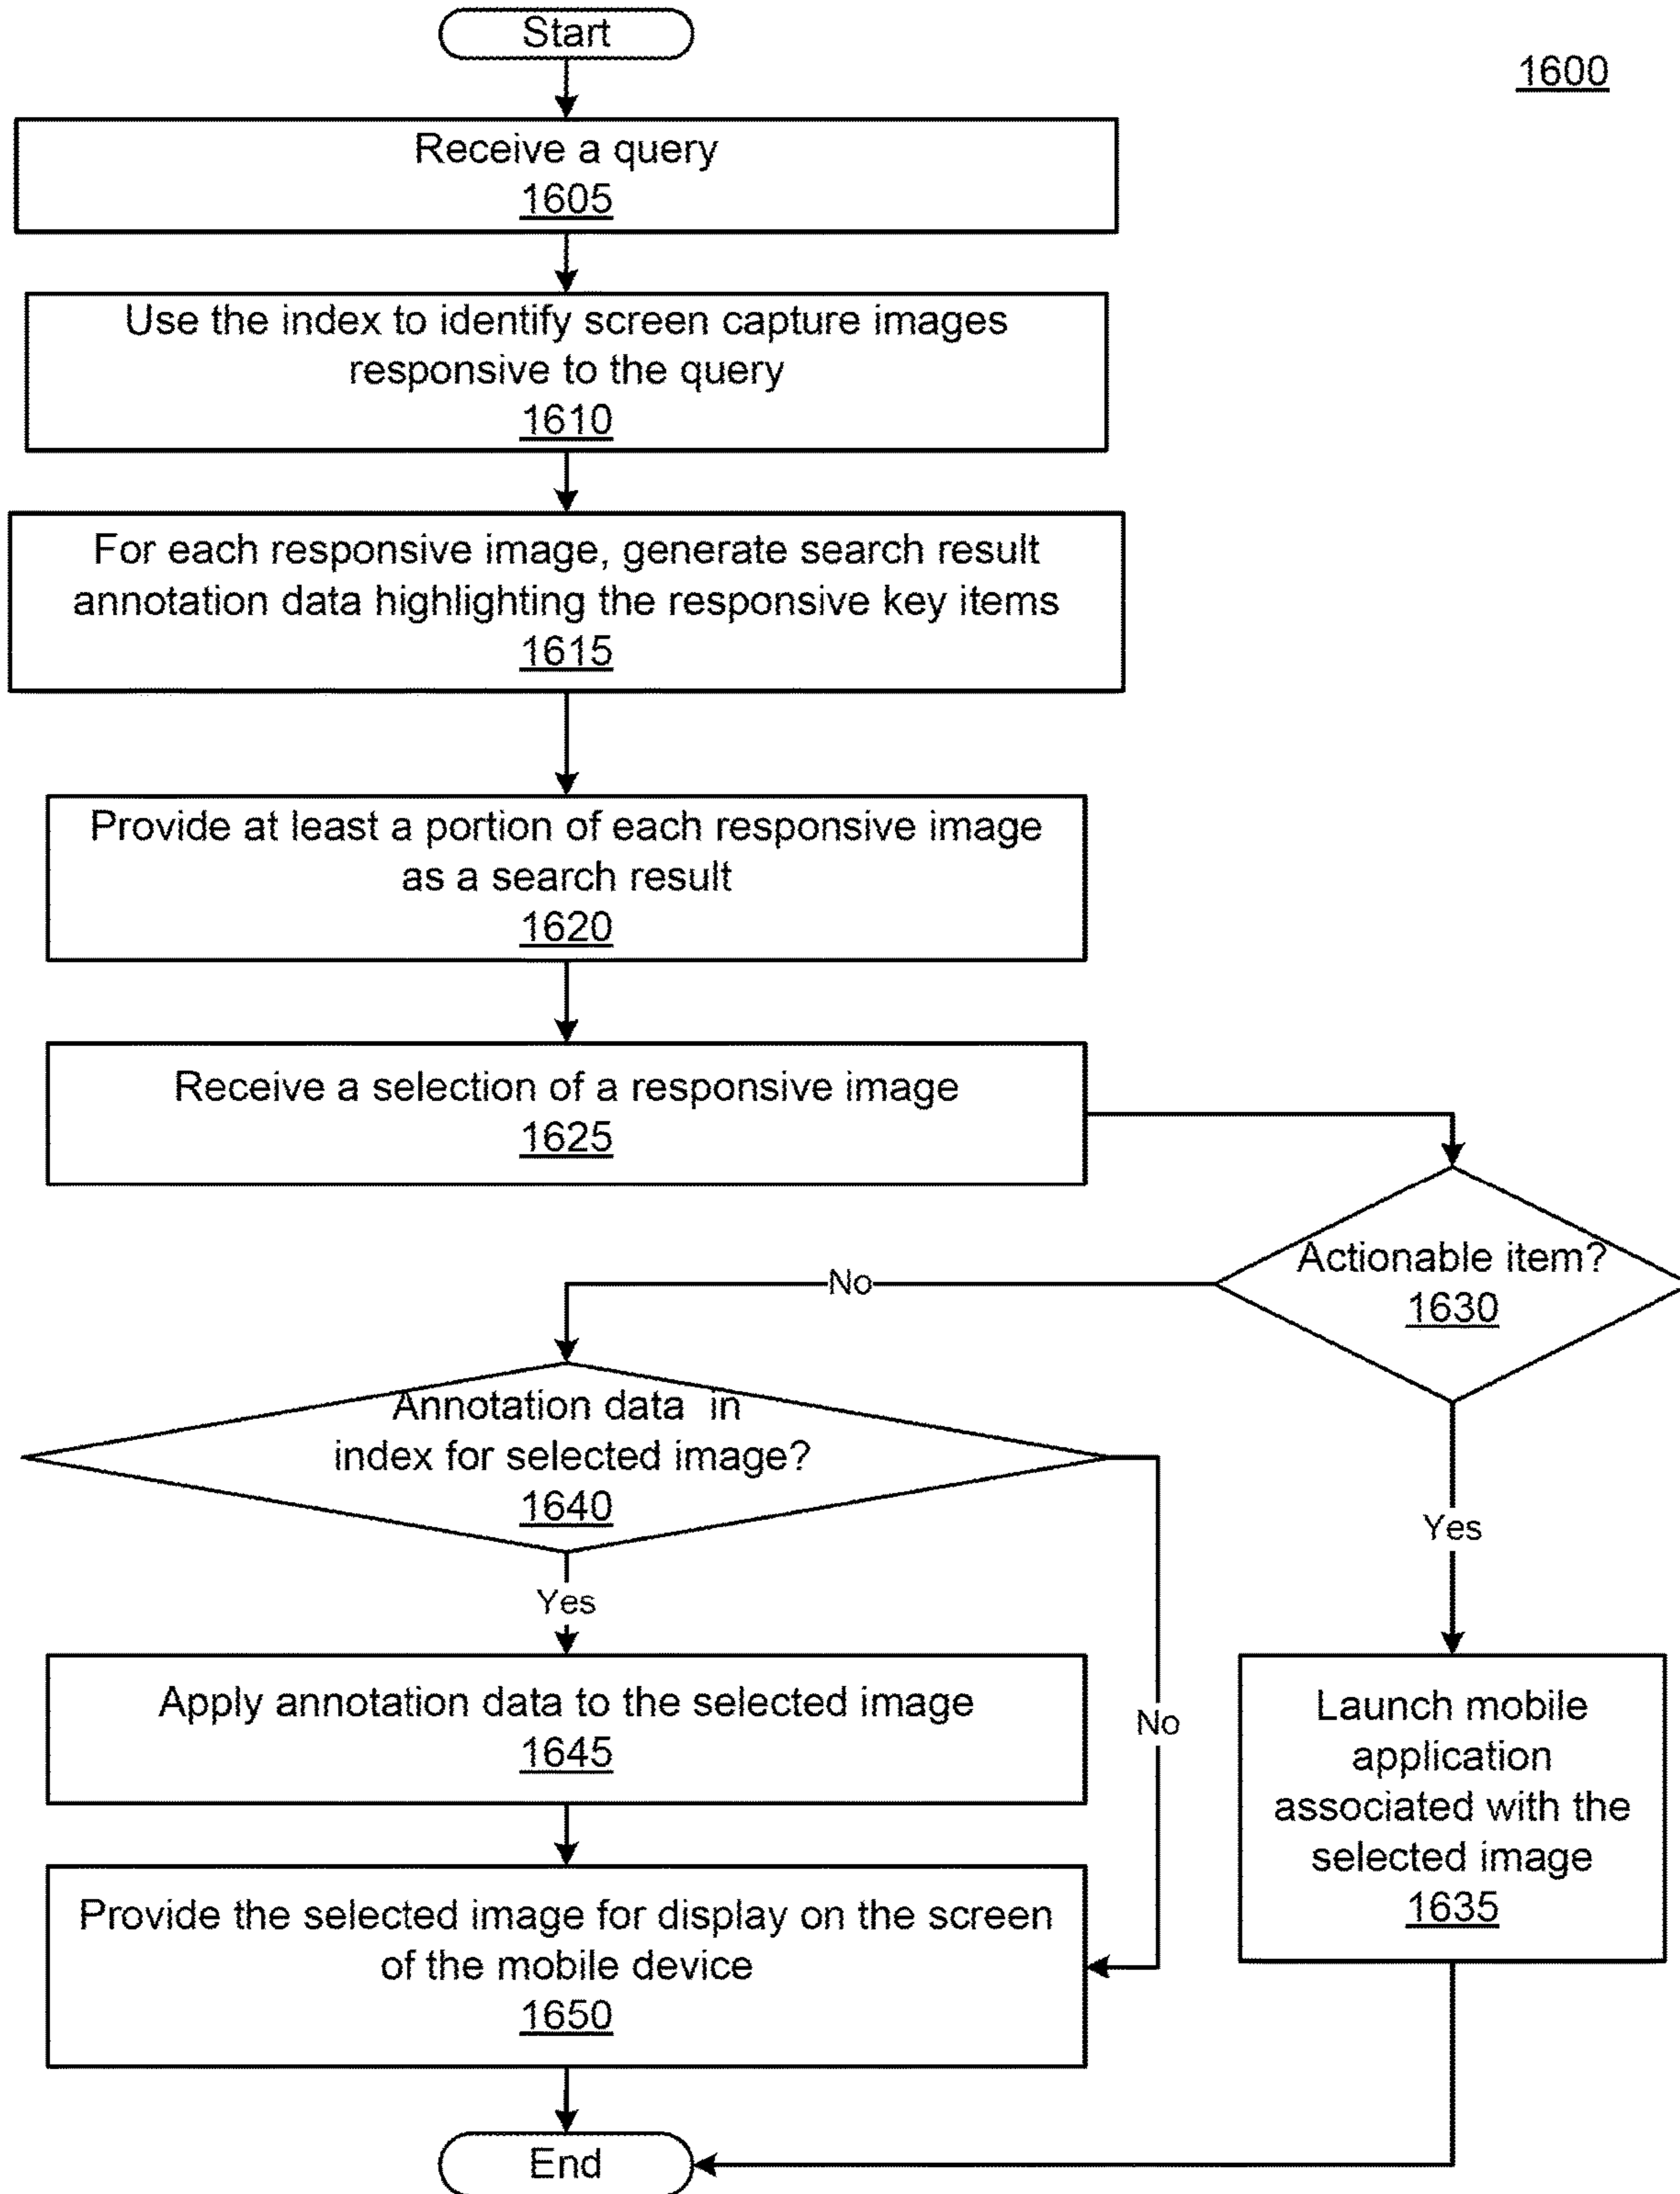 Start
1600
Receive a query
1605
Use the index to identify screen capture images
responsive to the query
1610
For each responsive image, generate search result
annotation data highlighting the responsive key items
1615
Provide at least a portion of each responsive image
as a search result
1620
Receive a selection of a responsive image
1625
Actionable item?
1630
No
Annotation data in
index for selected image?
1640
Yes
Yes
Apply annotation data to the selected image
1645
No
Launch mobile
application
associated with the
selected image
1635
Provide the selected image for display on the screen
of the mobile device
1650
End